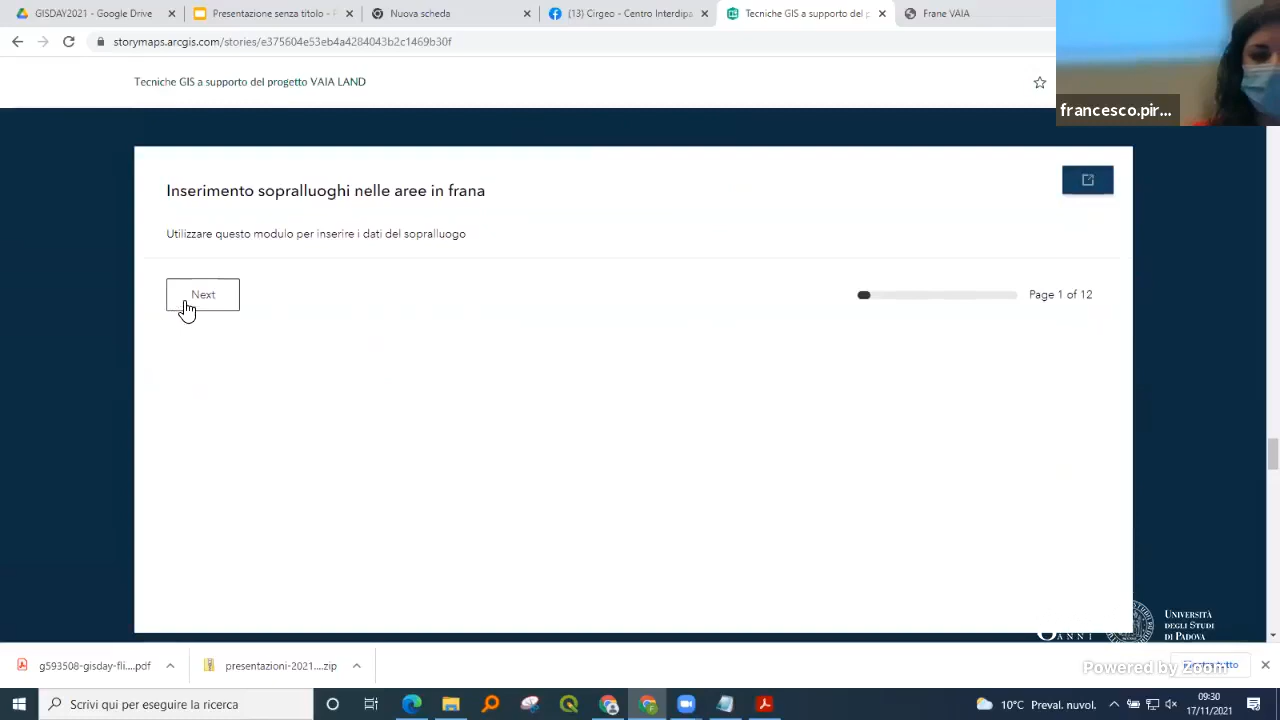 GISDAY2021 - Google Drive
Presentazione senza titolo - P
Nuova scheda
(13) Cirgeo - Centro Interdipa
Tecniche GIS a supporto del p
Frane VAIA
storymaps.arcgis.com/stories/e375604e53eb4a4284043b2c1469b30f
Tecniche GIS a supporto del progetto VAIA LAND
francesco.pir...
Inserimento sopralluoghi nelle aree in frana
Utilizzare questo modulo per inserire i dati del sopralluogo
Next
Page 1 of 12
ANNI
UNIVERSITÀ
DEGLI STUDI
DI PADOVA
g593508-gisday-fli....pdf
presentazioni-2021....zip
Powered by Zoom
Scrivi qui per eseguire la ricerca
10°C Preval. nuvol.
09:30
17/11/2021